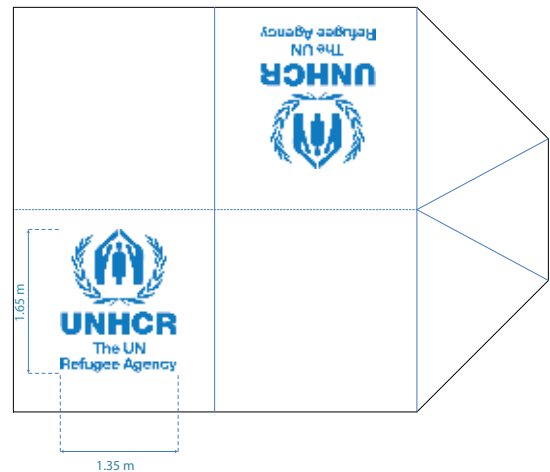 Refugee Agency
The UN
UNHCR
1.65 m
UNHCR
The UN
Refugee Agency
1.35 m